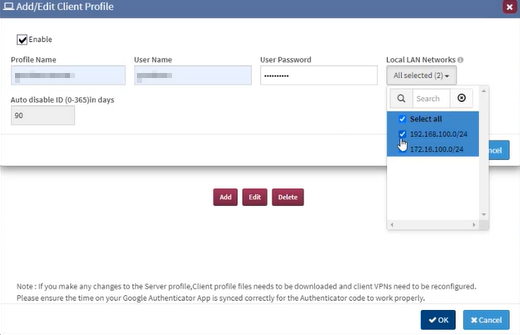 Add/Edit Client Profile
Enable
Profile Name User Name User Password Local LAN Networks
All selected (2)
Auto disable ID (0-365)in days
90
Search
Select all
192.168.100.0/24
172.16.100.0/24
Add Edit Delete
Note : If you make any changes to the Server profile,Client profile files needs to be downloaded and client VPNs need to be reconfigured.
Please ensure the time on your Google Authenticator App is synced correctly for the Authenticator code to work properly.
OK Cancel